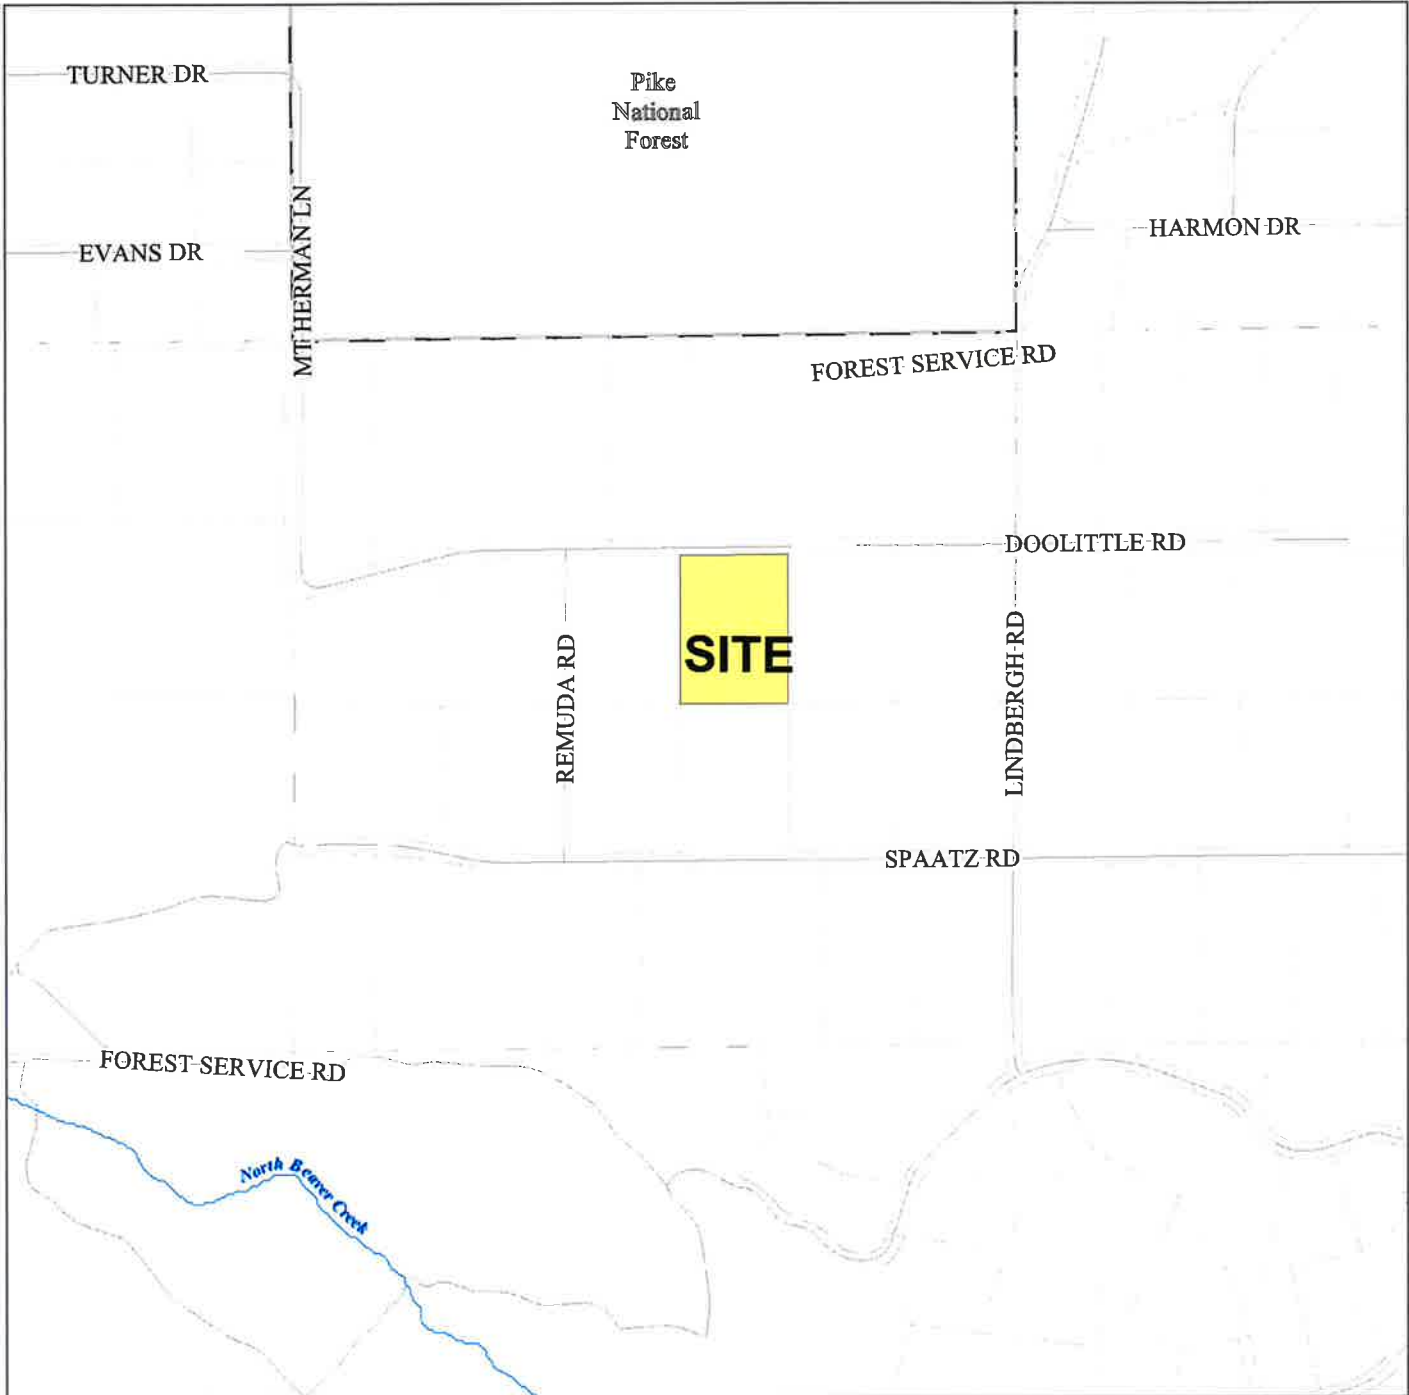 TURNER DR
Pike
National
Forest
MT HERMAN LN
HARMON DR
EVANS DR
FOREST SERVICE RD
DOOLITTLE RD
SITE
REMUDA RD
LINDBERGH RD
SPAATZ RD
FOREST SERVICE RD
North Beaver Creek